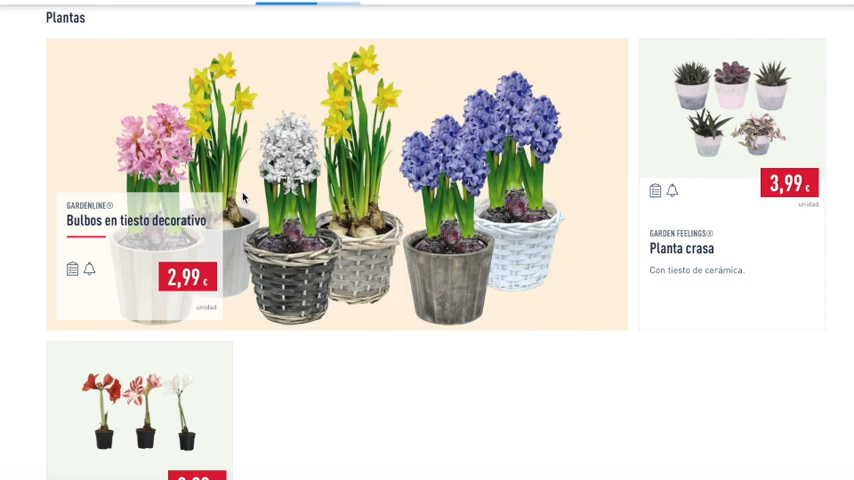 Plantas
GARDENLINE®
Bulbos en tiesto decorativo
2,99 €
unidad
3,99 €
unidad
GARDEN FEELINGS®
Planta crasa
Con tiesto de cerámica.